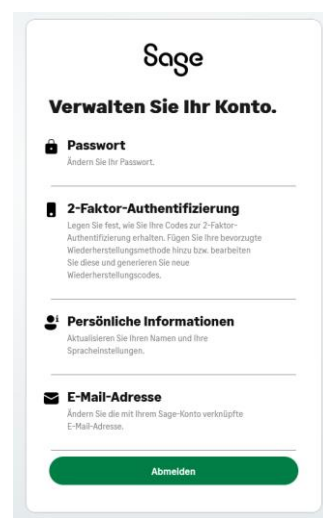 Sage
Verwalten Sie Ihr Konto.
Passwort
Ändern Sie Ihr Passwort.
2-Faktor-Authentifizierung
Legen Sie fest, wie Sie Ihre Codes zur 2-Faktor-
Authentifizierung erhalten. Fügen Sie Ihre bevorzugte
Wiederherstellungsmethode hinzu bzw. bearbeiten
Sie diese und generieren Sie neue
Wiederherstellungscodes.
Persönliche Informationen
Aktualisieren Sie Ihren Namen und Ihre
Spracheinstellungen.
E-Mail-Adresse
Ändern Sie die mit Ihrem Sage-Konto verknüpfte
E-Mail-Adresse.
Abmelden